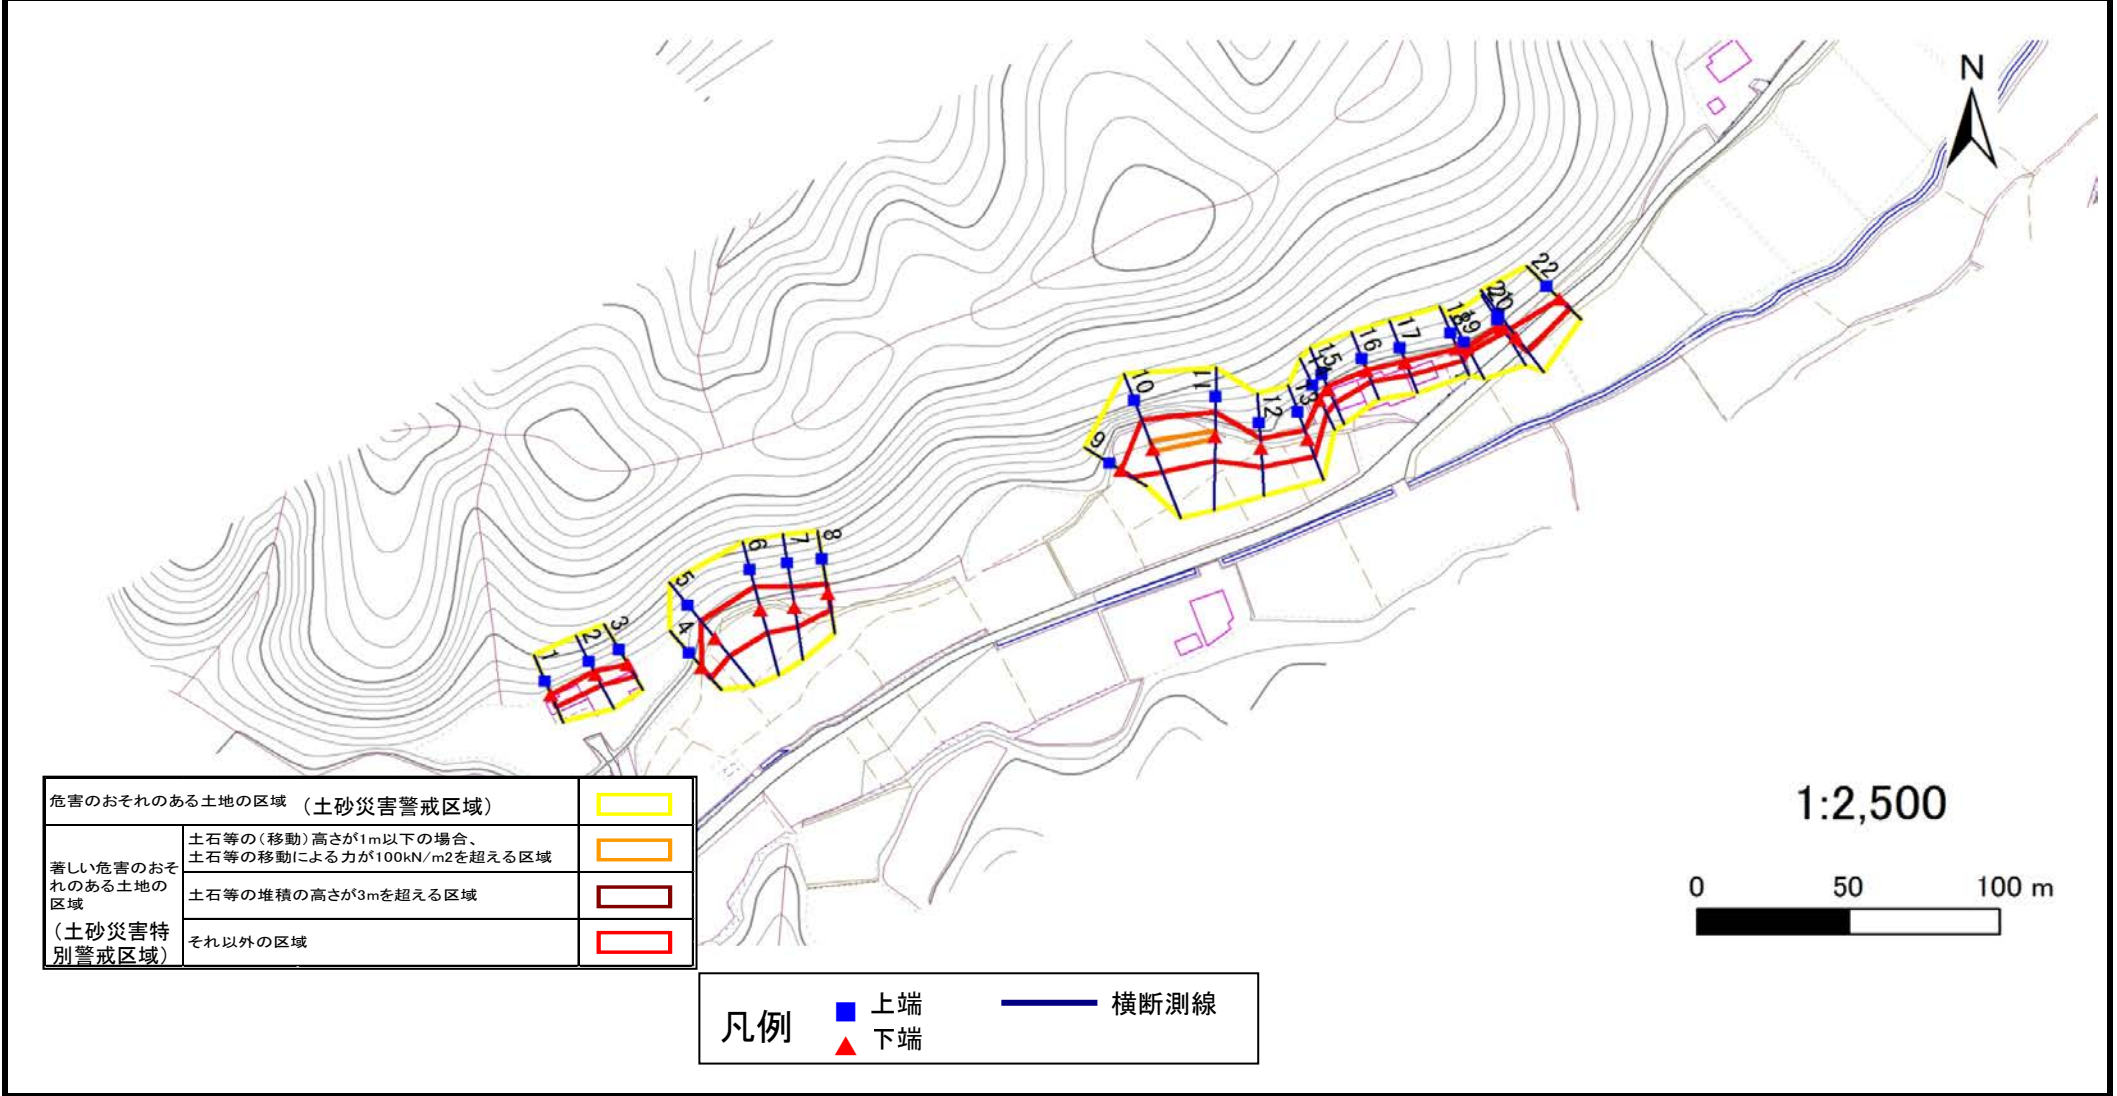 N
22
20
19
18
17
16
15
13
12
11
10
9
8
7
6
5
4
3
2
1
危害のおそれのある土地の区域 (土砂災害警戒区域)
著しい危害のおそ
れのある土地の
区域
(土砂災害特
別警戒区域)
土石等の(移動)高さが1m以下の場合、
土石等の移動による力が100kN/m2を超える区域
土石等の堆積の高さが3mを超える区域
それ以外の区域
1:2,500
0 50 100 m
凡例
上端
下端
横断測線